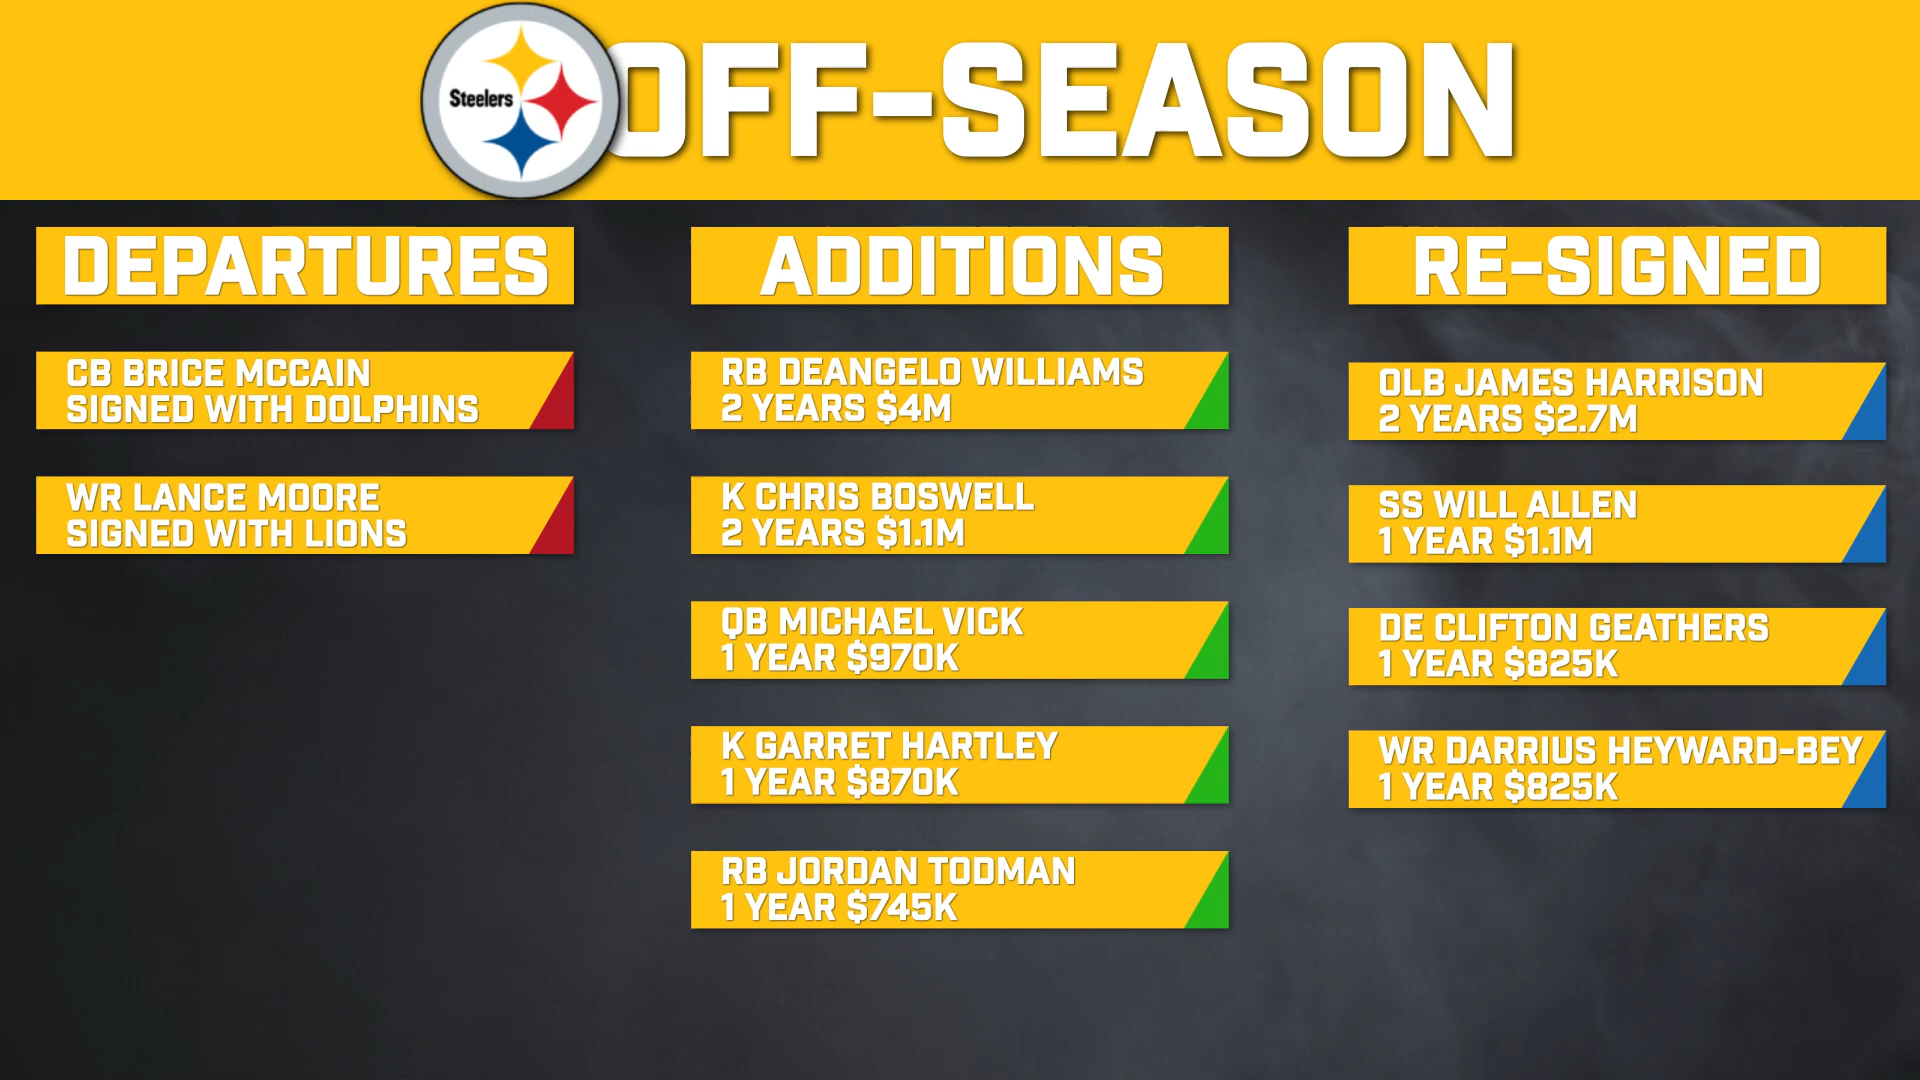 Steelers
OFF-SEASON
DEPARTURES
CB BRICE MCCAIN
SIGNED WITH DOLPHINS
WR LANCE MOORE
SIGNED WITH LIONS
ADDITIONS
RB DEANGELO WILLIAMS
2 YEARS $4M
K CHRIS BOSWELL
2 YEARS $1.1M
QB MICHAEL VICK
1 YEAR $970K
K GARRET HARTLEY
1 YEAR $870K
RB JORDAN TODMAN
1 YEAR $745K
RE-SIGNED
OLB JAMES HARRISON
2 YEARS $2.7M
SS WILL ALLEN
1 YEAR $1.1M
DE CLIFTON GEATHERS
1 YEAR $825K
WR DARRIUS HEYWARD-BEY
1 YEAR $825K